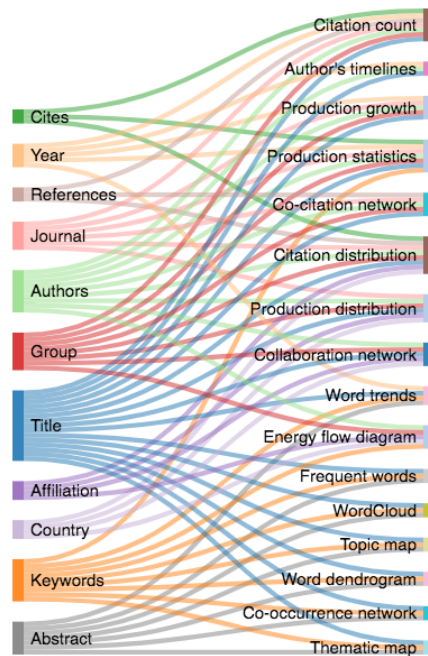 Cites
Year
References
Journal
Authors
Group
Title
Affiliation
Country
Keywords
Abstract
Citation count
Author's timelines
Production growth
Production statistics
Co-citation network
Citation distribution
Production distribution
Collaboration network
Word trends
Energy flow diagram
Frequent words
WordCloud
Topic map
Word dendrogram
Co-occurrence network
Thematic map